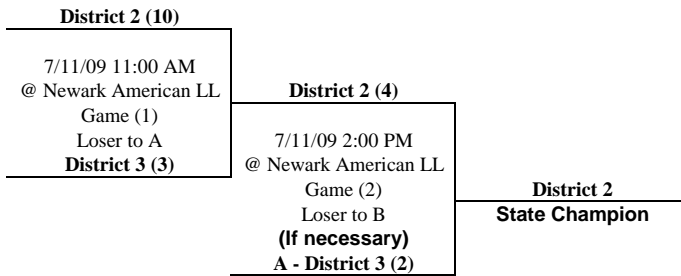 District 2 (10)
7/11/09 11:00 AM
@ Newark American LL
Game (1)
Loser to A
District 3 (3)
District 2 (4)
7/11/09 2:00 PM
@ Newark American LL
Game (2)
Loser to B
(If necessary)
A - District 3 (2)
District 2
State Champion